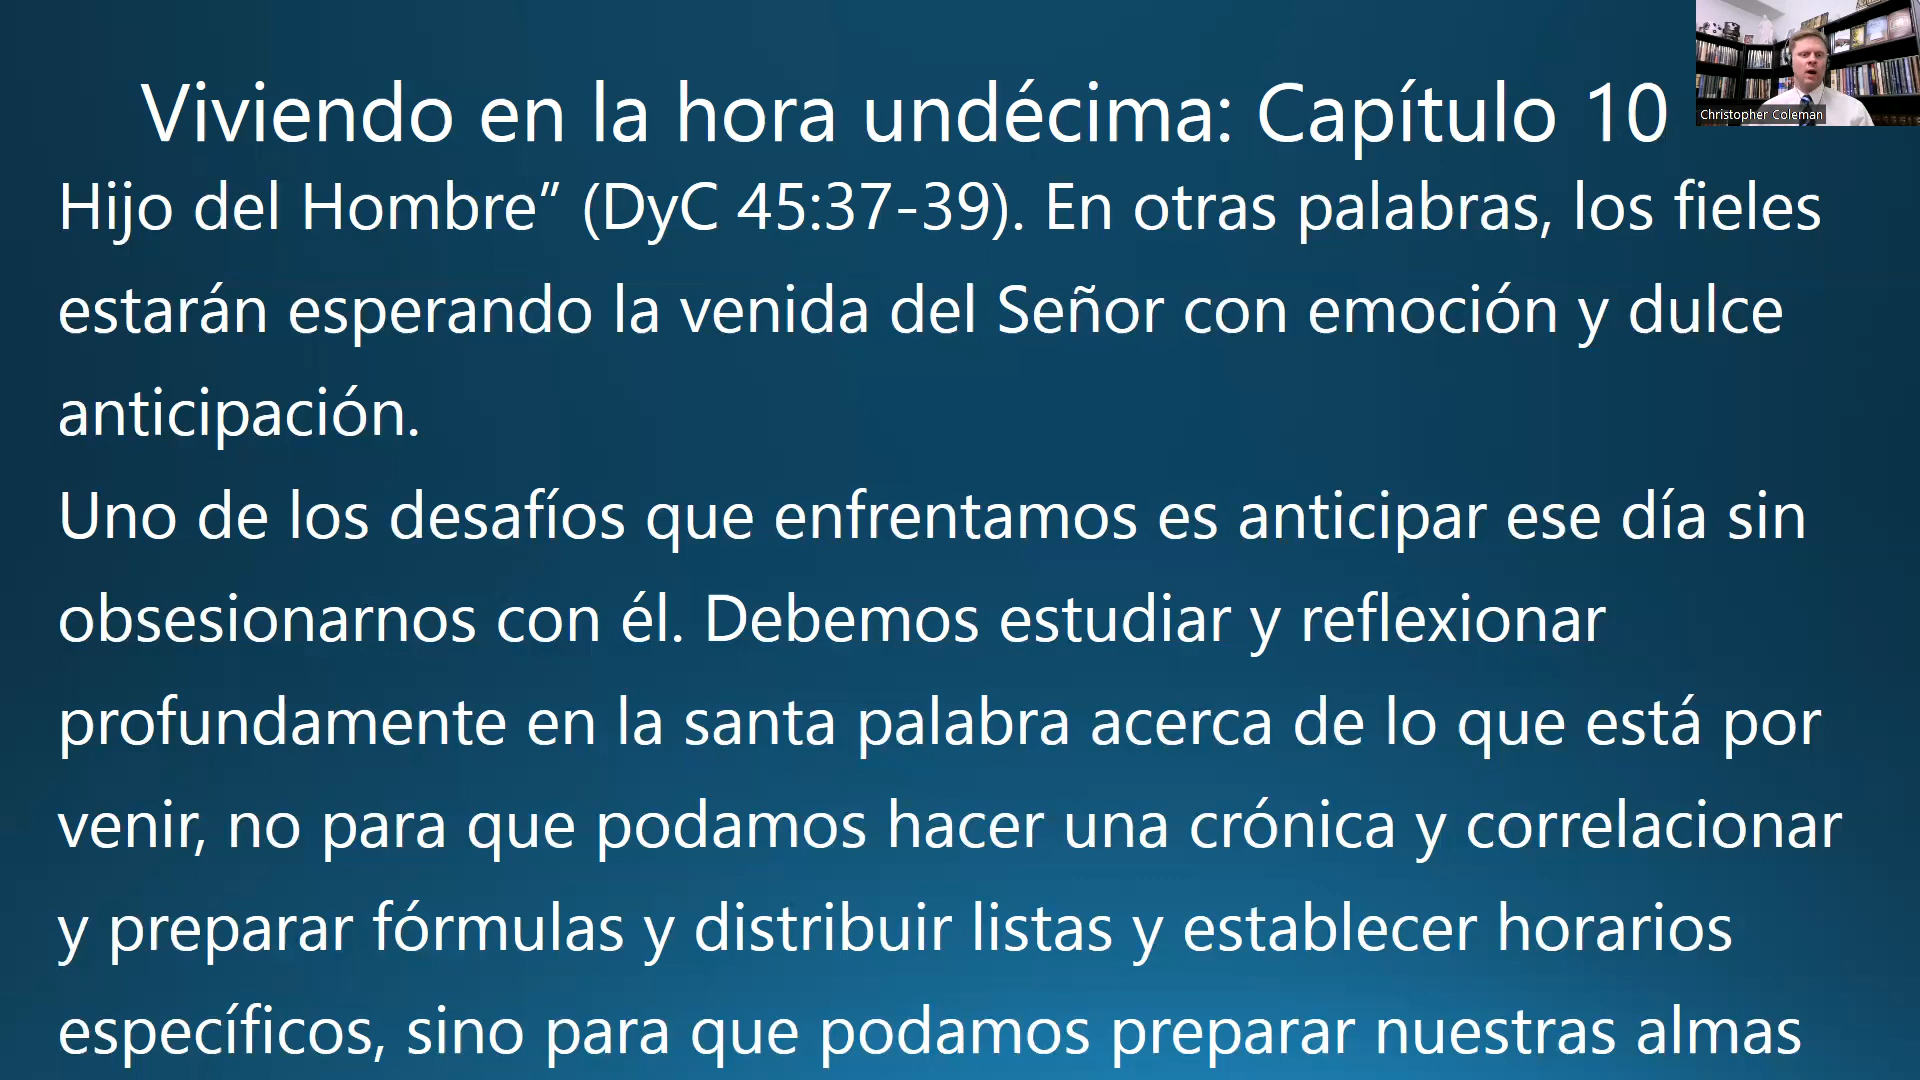 Viviendo en la hora undécima: Capítulo 10
Christopher Coleman
Hijo del Hombre” (DyC 45:37-39). En otras palabras, los fieles
estarán esperando la venida del Señor con emoción y dulce
anticipación.
Uno de los desafíos que enfrentamos es anticipar ese día sin
obsesionarnos con él. Debemos estudiar y reflexionar
profundamente en la santa palabra acerca de lo que está por
venir, no para que podamos hacer una crónica y correlacionar
y preparar fórmulas y distribuir listas y establecer horarios
específicos, sino para que podamos preparar nuestras almas